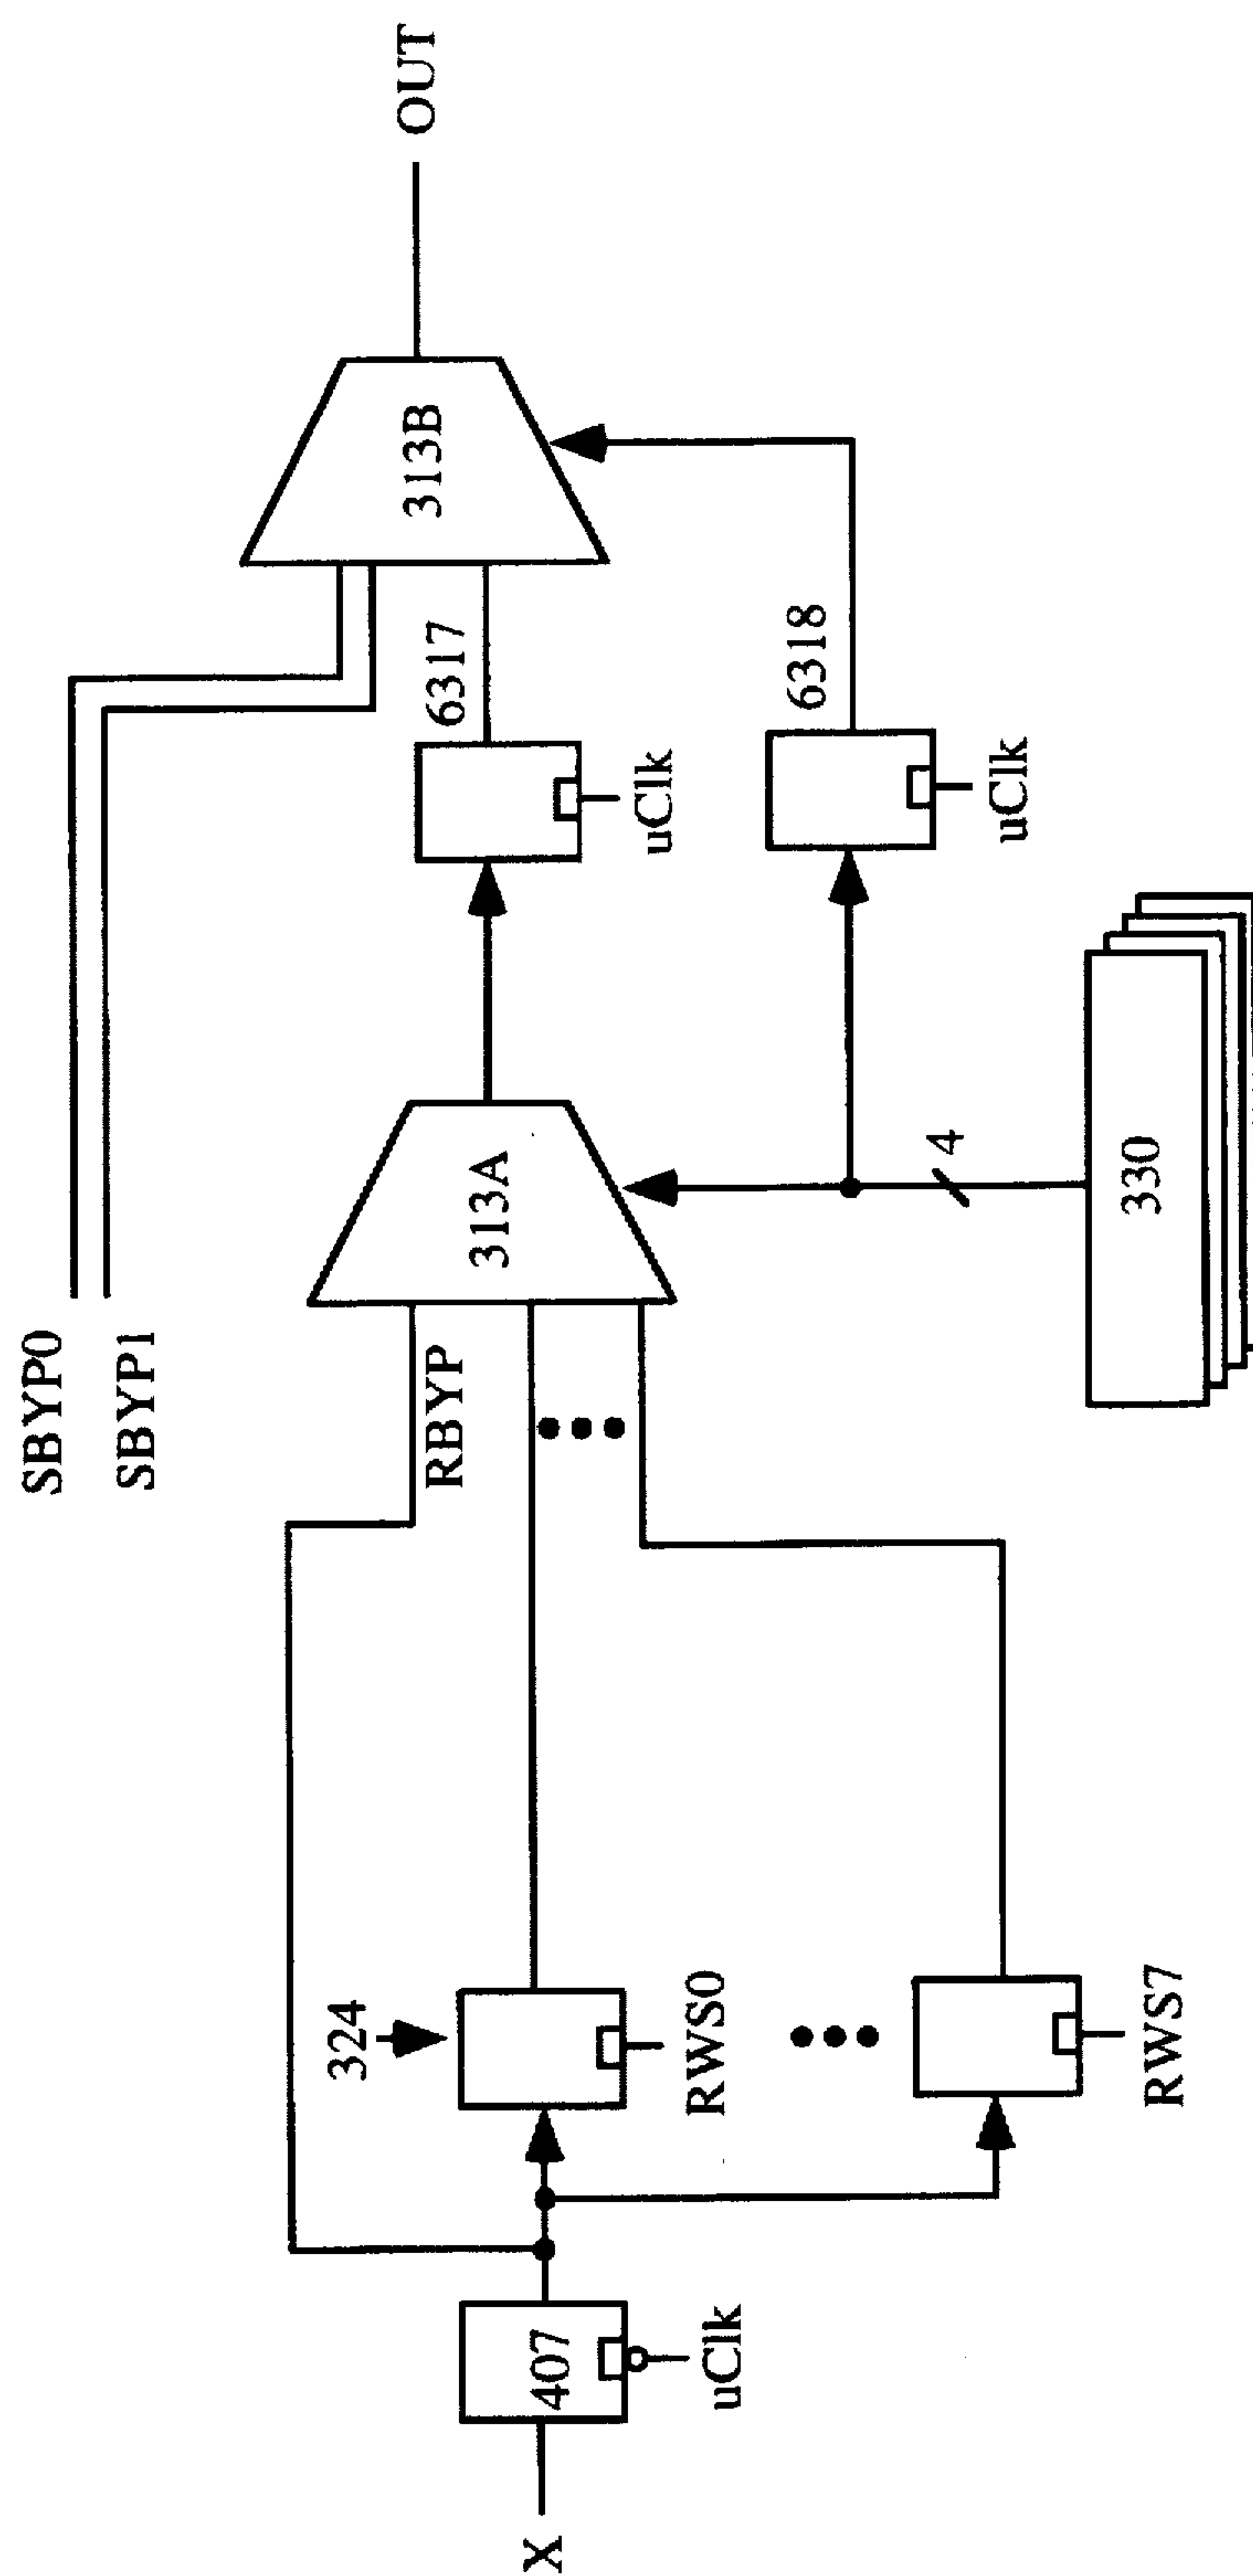 SBYP0
SBYP1
OUT
313B
6317
6318
uClk
uClk
313A
RBYP
4
330
324
RWS0
RWS7
407
uClk
X